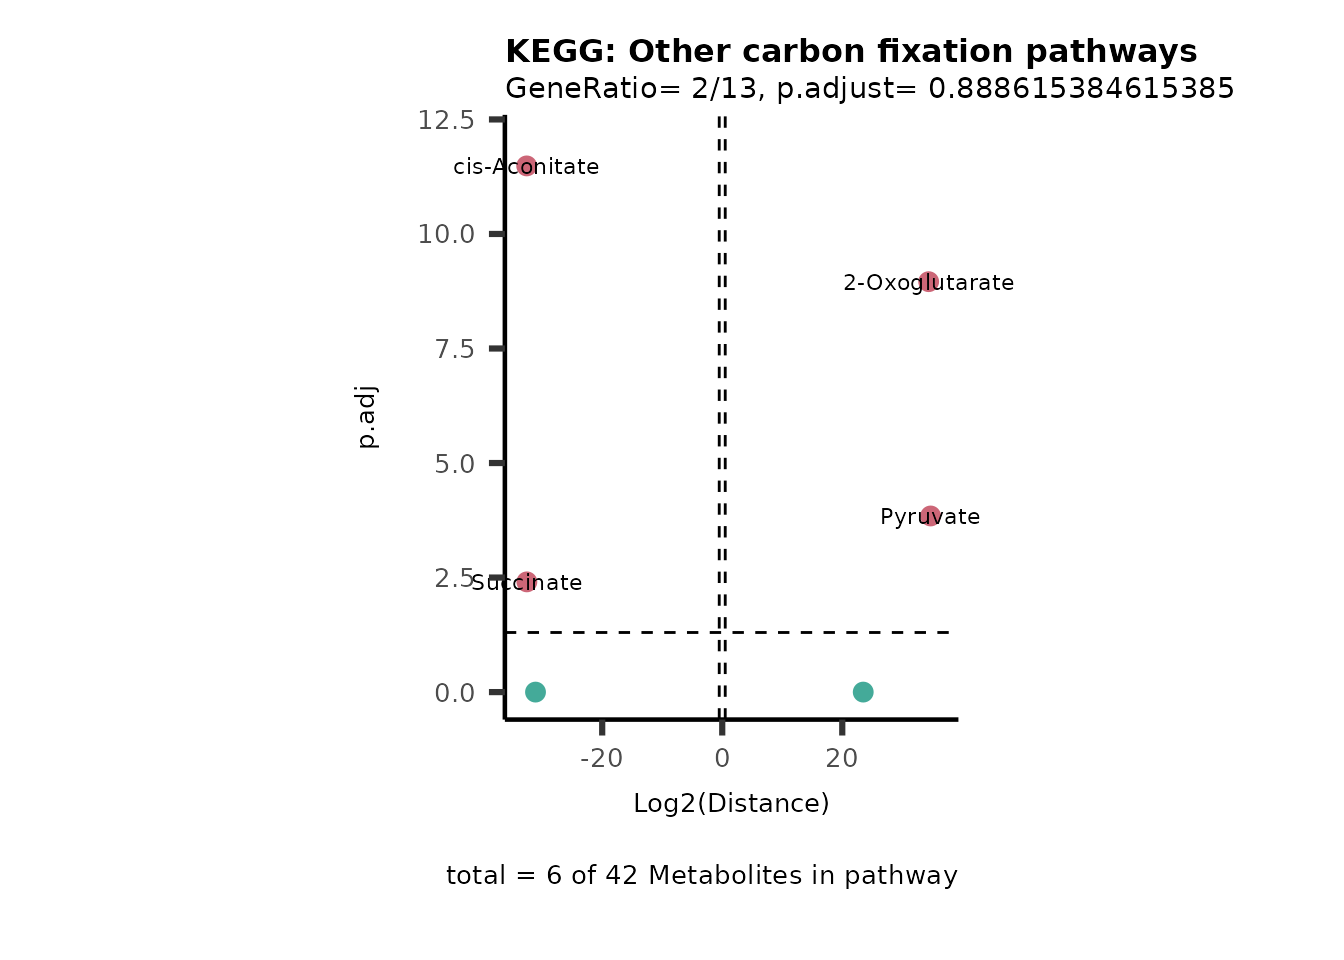 KEGG: Other carbon fixation pathways
GeneRatio= 2/13, p.adjust= 0.888615384615385
12.5
cis-Aconitate
10.0
2-Oxoglutarate
7.5
p.adj
5.0
Pyruvate
2.5
Succinate
0.0
-20 0 20
Log2(Distance)
total = 6 of 42 Metabolites in pathway